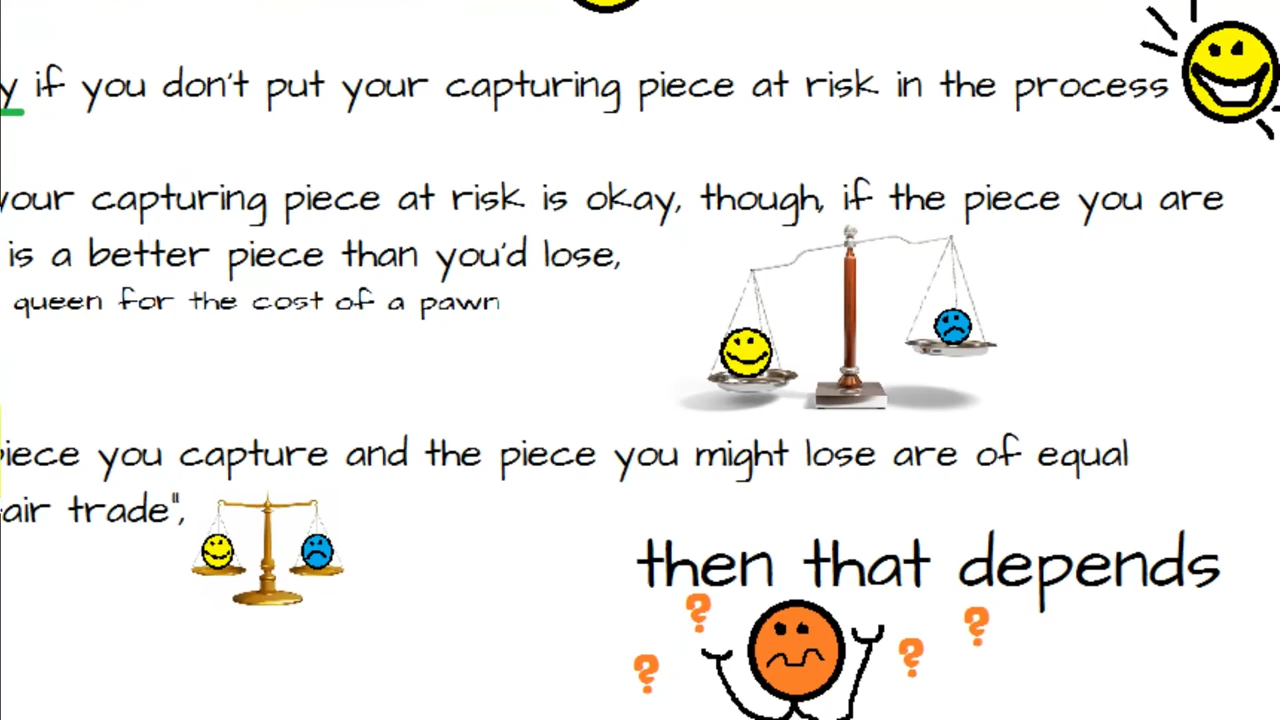 y if you don't put your capturing piece at risk in the process
your capturing piece at risk is okay, though, if the piece you are
is a better piece than you'd lose,
queen for the cost of a pawn
piece you capture and the piece you might lose are of equal
air trade",
then that depends
? ? ? ?